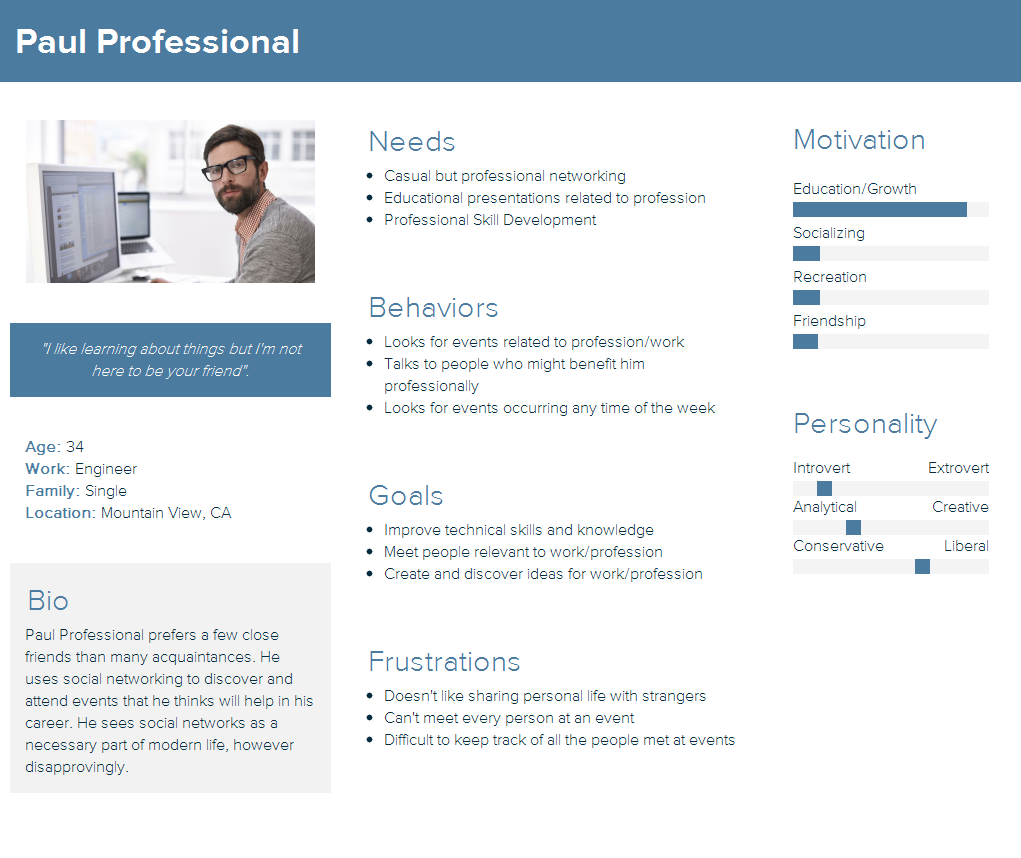 Paul Professional
"I like learning about things but I'm not
here to be your friend".
Age: 34
Work: Engineer
Family: Single
Location: Mountain View, CA
Bio
Paul Professional prefers a few close
friends than many acquaintances. He
uses social networking to discover and
attend events that he thinks will help in his
career. He sees social networks as a
necessary part of modern life, however
disapprovingly.
Needs
Casual but professional networking
Educational presentations related to profession
Professional Skill Development
Behaviors
Looks for events related to profession/work
Talks to people who might benefit him
professionally
Looks for events occurring any time of the week
Goals
Improve technical skills and knowledge
Meet people relevant to work/profession
Create and discover ideas for work/profession
Frustrations
Doesn't like sharing personal life with strangers
Can't meet every person at an event
Difficult to keep track of all the people met at events
Motivation
Education/Growth
Socializing
Recreation
Friendship
Personality
Introvert Extrovert
Analytical Creative
Conservative Liberal